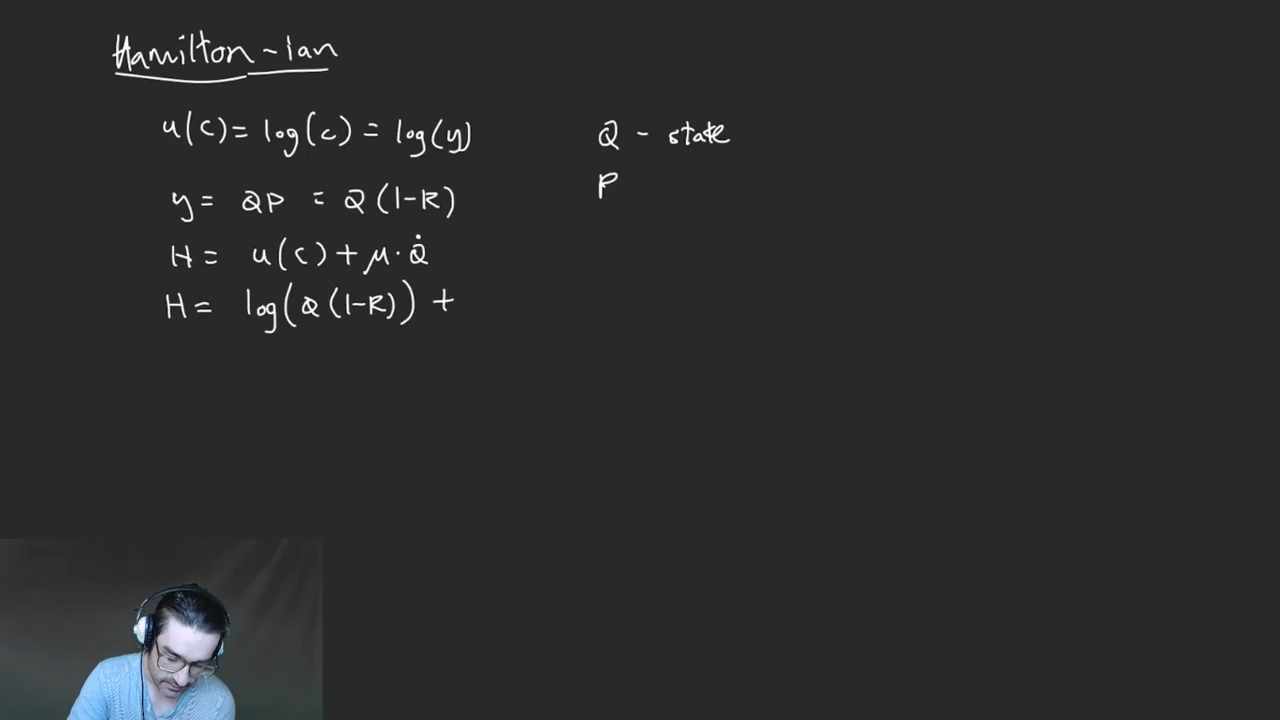 Hamilton-ian
u(c) = log(c) = log(y)
y = QP = Q(1-R)
H = u(c) + μ·Q̇
H = log(Q(1-R)) +
Q - state
P